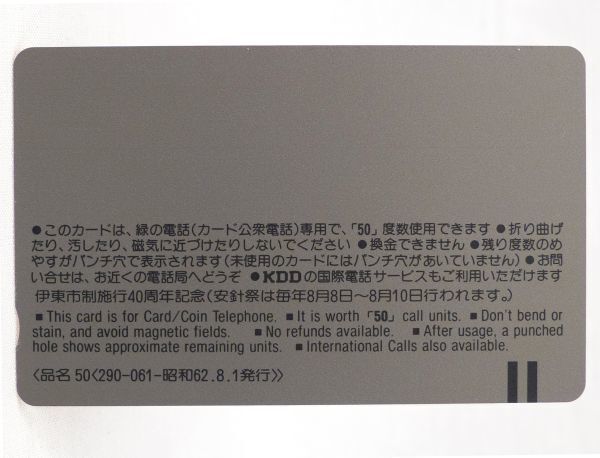 ●このカードは、緑の電話(カード公衆電話)専用で、「50」度数使用できます ●折り曲げ
たり、汚したり、磁気に近づけたりしないでください ●換金できません ●残り度数のめ
やすがパンチ穴で表示されます(未使用のカードにはパンチ穴があいていません) ●お問
い合せは、お近くの電話局へどうぞ ●KDDの国際電話サービスもご利用いただけます
伊東市制施行40周年記念(安針祭は毎年8月8日〜8月10日行われます。)
■This card is for Card/Coin Telephone. ■It is worth「50」call units. ■Don't bend or
stain, and avoid magnetic fields. ■No refunds available. ■After usage, a punched
hole shows approximate remaining units. ■International Calls also available.
〈品名 50〈290-061-昭和62.8.1発行〉〉